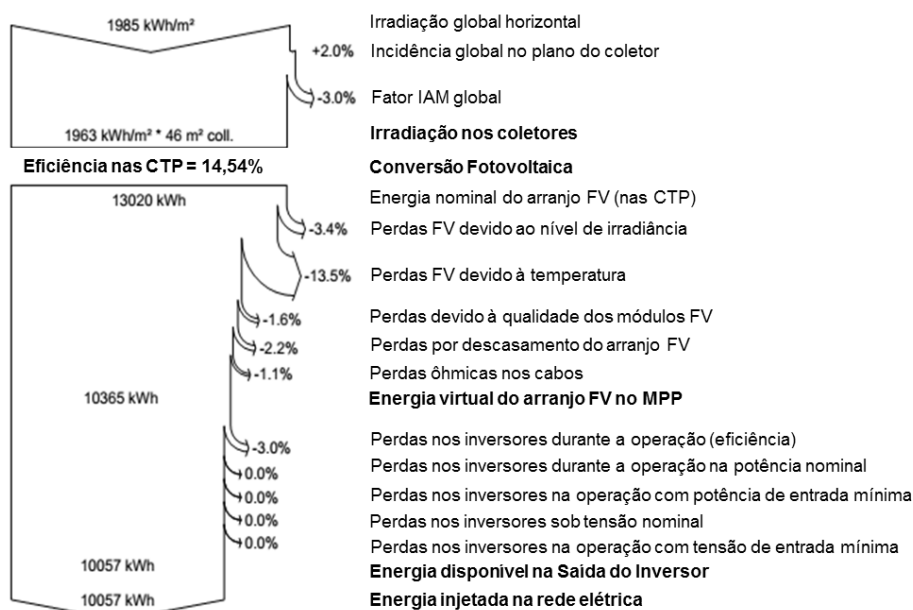 1985 kWh/m² Irradiação global horizontal
+2.0% Incidência global no plano do coletor
-3.0% Fator IAM global
1963 kWh/m² * 46 m² coll. Irradiação nos coletores
Eficiência nas CTP = 14,54% Conversão Fotovoltaica
13020 kWh Energia nominal do arranjo FV (nas CTP)
-3.4% Perdas FV devido ao nível de irradiância
-13.5% Perdas FV devido à temperatura
-1.6% Perdas devido à qualidade dos módulos FV
-2.2% Perdas por descasamento do arranjo FV
-1.1% Perdas ôhmicas nos cabos
10365 kWh Energia virtual do arranjo FV no MPP
-3.0% Perdas nos inversores durante a operação (eficiência)
0.0% Perdas nos inversores durante a operação na potência nominal
0.0% Perdas nos inversores na operação com potência de entrada mínima
0.0% Perdas nos inversores sob tensão nominal
0.0% Perdas nos inversores na operação com tensão de entrada mínima
10057 kWh Energia disponivel na Saída do Inversor
10057 kWh Energia injetada na rede elétrica